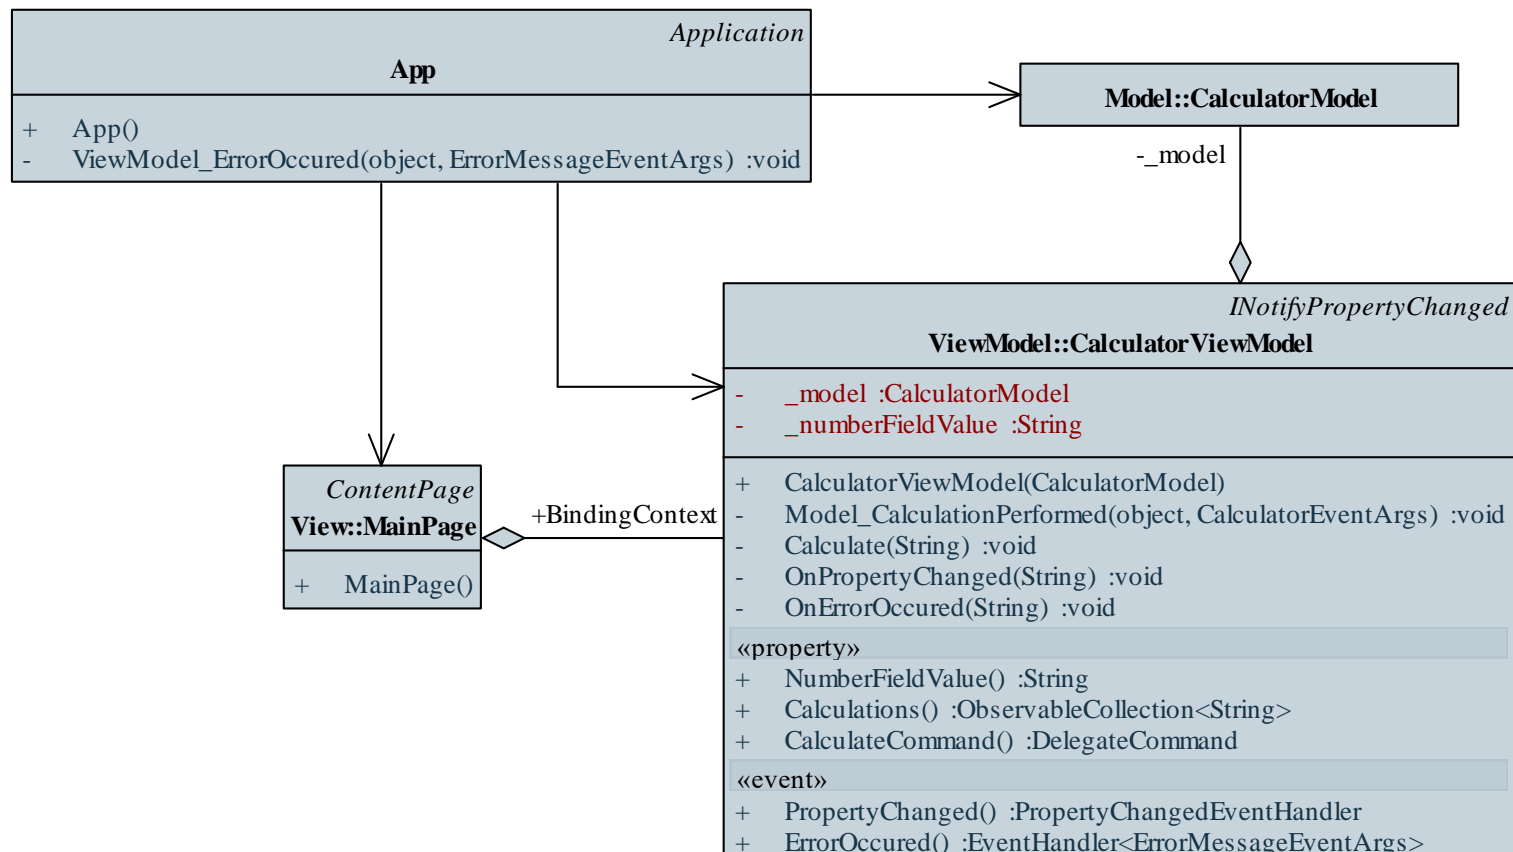 Application
App
+ App()
- ViewModel_ErrorOccured(object, ErrorMessageEventArgs) :void
Model::CalculatorModel
-_model
INotifyPropertyChanged
ViewModel::CalculatorViewModel
- _model :CalculatorModel
- _numberFieldValue :String
+ CalculatorViewModel(CalculatorModel)
- Model_CalculationPerformed(object, CalculatorEventArgs) :void
- Calculate(String) :void
- OnPropertyChanged(String) :void
- OnErrorOccured(String) :void
«property»
+ NumberFieldValue() :String
+ Calculations() :ObservableCollection<String>
+ CalculateCommand() :DelegateCommand
«event»
+ PropertyChanged() :PropertyChangedEventHandler
+ ErrorOccured() :EventHandler<ErrorMessageEventArgs>
ContentPage
View::MainPage
+ MainPage()
+BindingContext